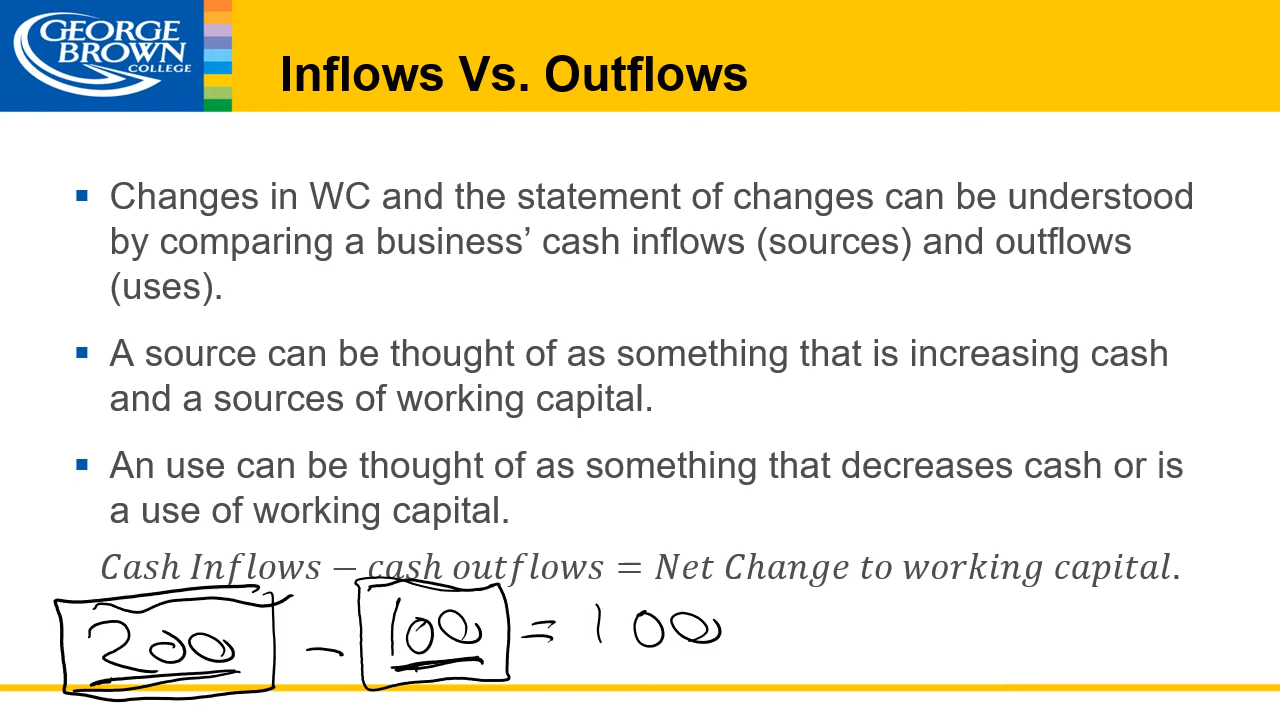 GEORGE
BROWN
COLLEGE
Inflows Vs. Outflows
▪ Changes in WC and the statement of changes can be understood
by comparing a business’ cash inflows (sources) and outflows
(uses).
▪ A source can be thought of as something that is increasing cash
and a sources of working capital.
▪ An use can be thought of as something that decreases cash or is
a use of working capital.
Cash Inflows − cash outflows = Net Change to working capital.
200 – 100 = 100